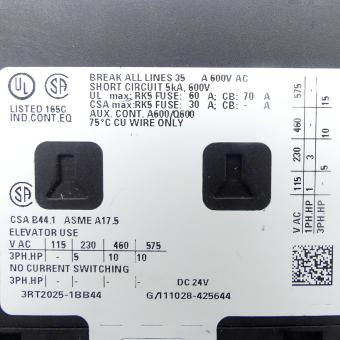 BREAK ALL LINES 35 A 600V AC
SHORT CIRCUIT 5kA, 600V
UL max: RK5 FUSE: 60 A; CB: 70 A
CSA max: RK5 FUSE: 30 A; CB: - A
AUX. CONT. A600/Q600
75°C CU WIRE ONLY
UL SA
LISTED 165C
IND.CONT.EQ
V AC 115 230 460 575
1PH.HP 1 3 - -
3PH.HP - 5 10 15
SA
CSA B44.1 ASME A17.5
ELEVATOR USE
V AC 115 230 460 575
3PH.HP - 5 10 10
NO CURRENT SWITCHING
3PH.HP - - - -
DC 24V
3RT2025-1BB44 G/111028-425644